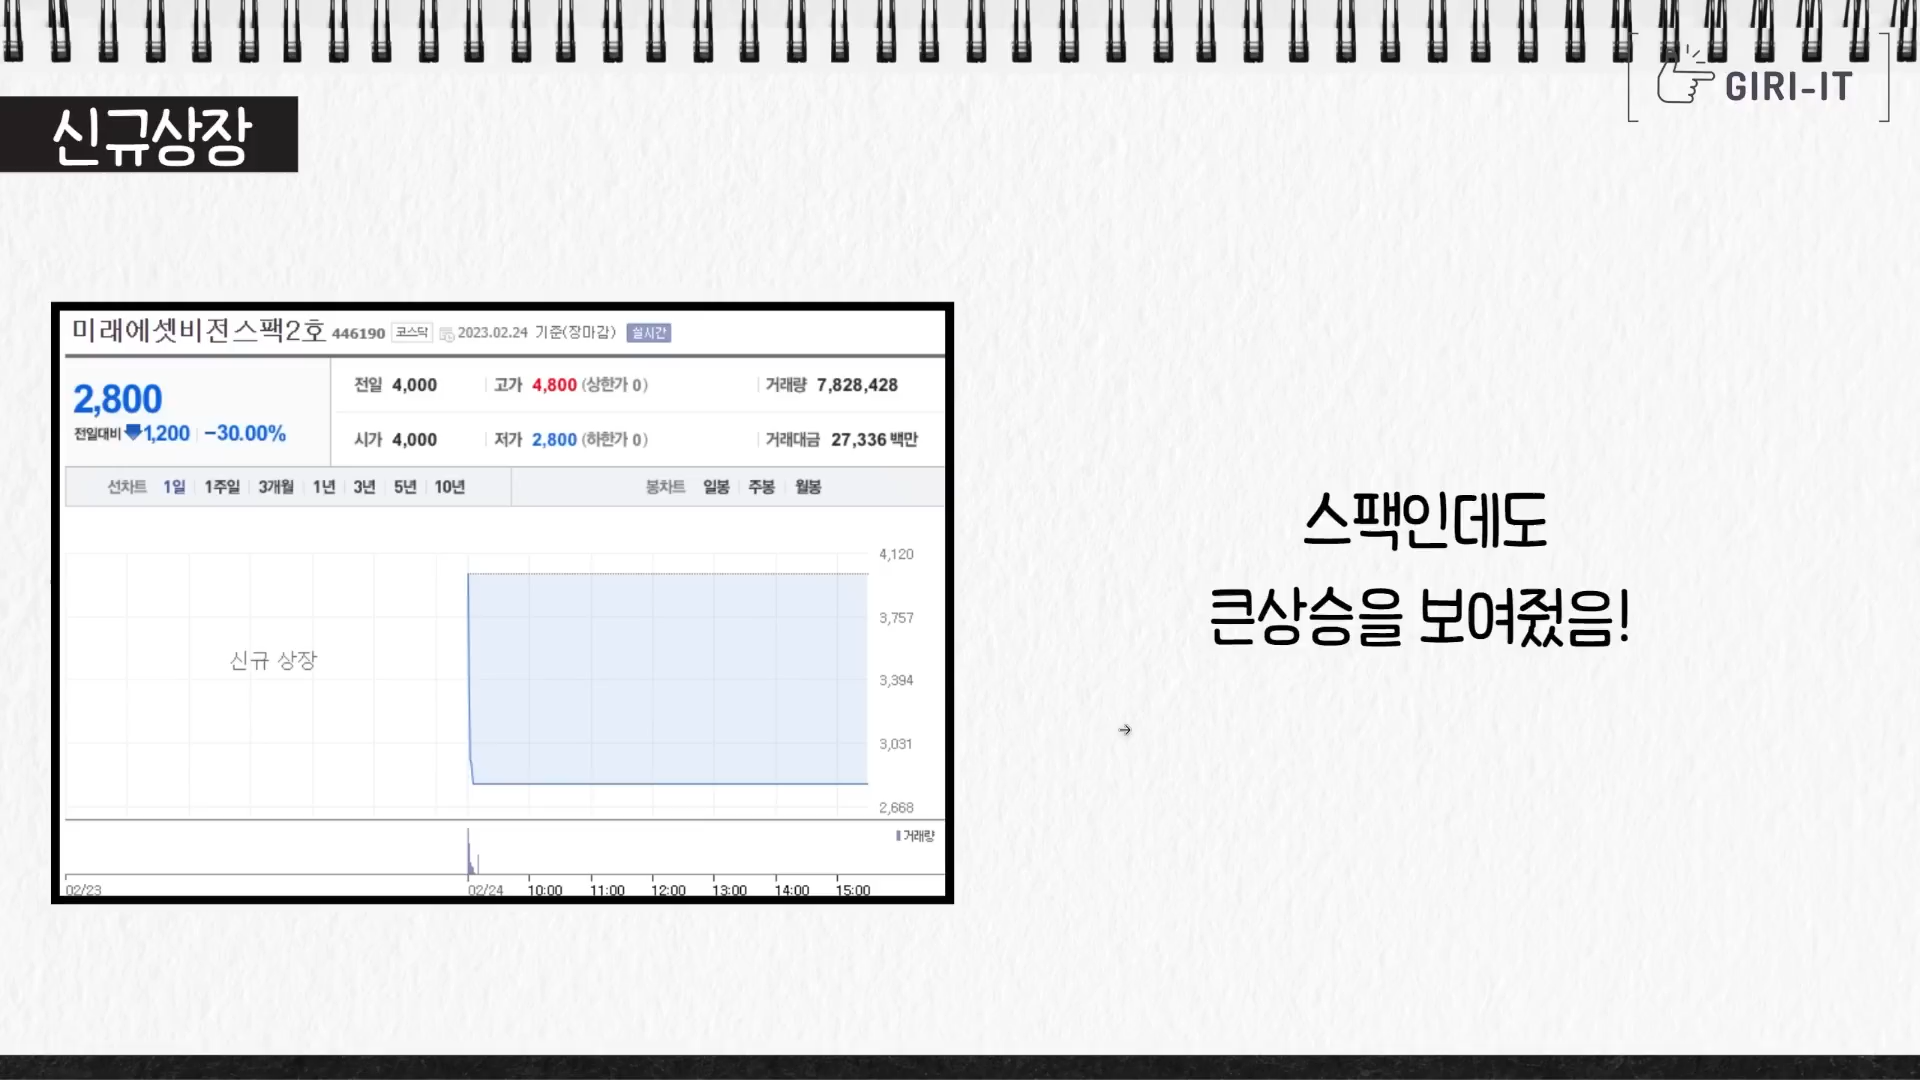 GIRI-IT
신규상장
미래에셋비전스팩2호 446190 코스닥 2023.02.24 기준(장마감) 실시간
2,800
전일대비 1,200 -30.00%
전일 4,000 고가 4,800 (상한가 0) 거래량 7,828,428
시가 4,000 저가 2,800 (하한가 0) 거래대금 27,336 백만
선차트 1일 1주일 3개월 1년 3년 5년 10년 봉차트 일봉 주봉 월봉
4,120
3,757
신규 상장
3,394
3,031
2,668
거래량
02/23 02/24 10:00 11:00 12:00 13:00 14:00 15:00
스팩인데도
큰상승을 보여줬음!